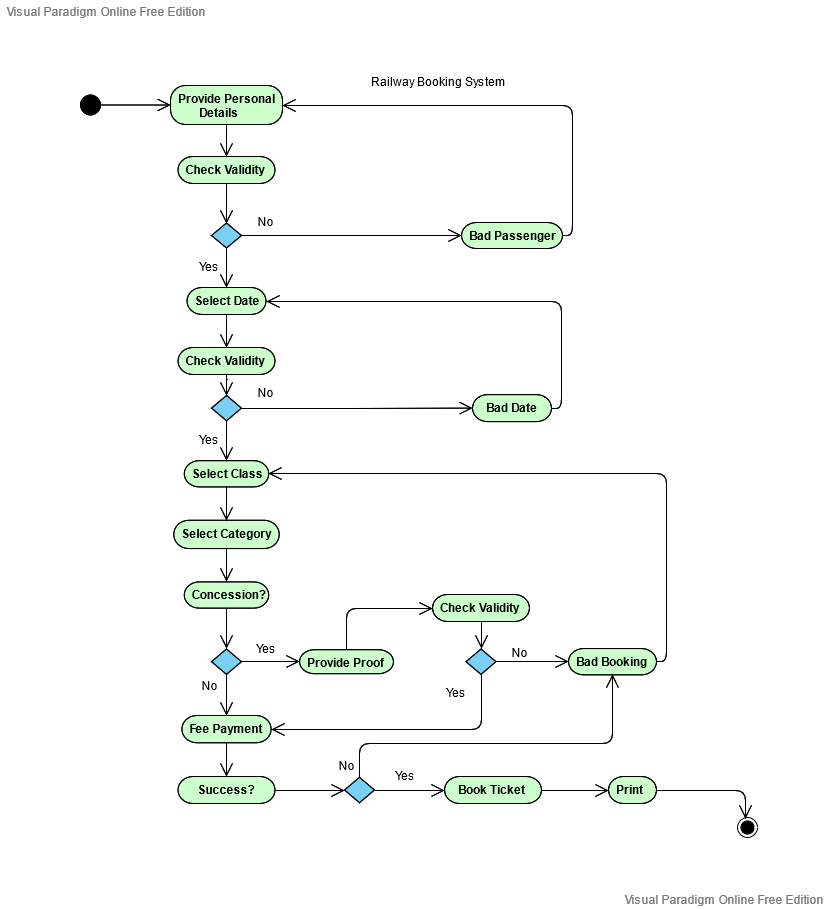 Visual Paradigm Online Free Edition
Railway Booking System
Provide Personal
Details
Check Validity
No
Bad Passenger
Yes
Select Date
Check Validity
No
Bad Date
Yes
Select Class
Select Category
Concession?
Check Validity
Yes
Provide Proof
No
Bad Booking
No
Yes
Fee Payment
No
Yes
Success?
Book Ticket
Print
Visual Paradigm Online Free Edition